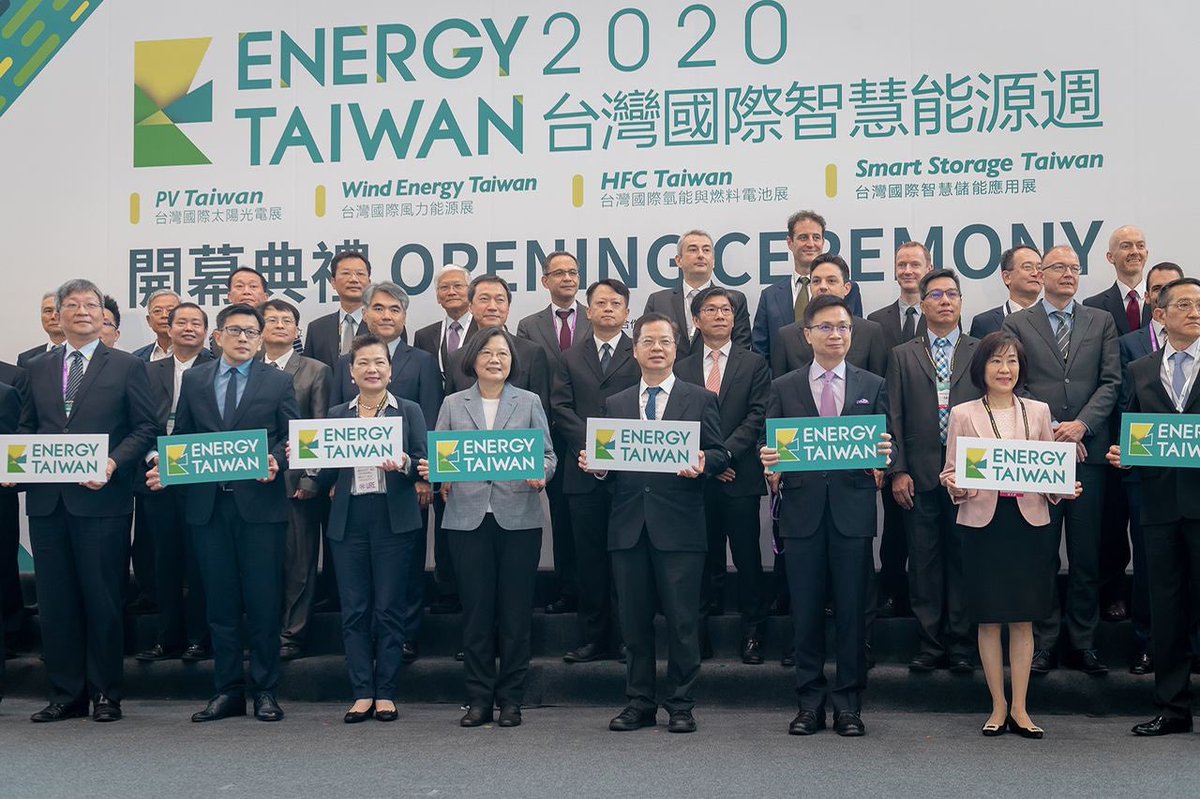 ENERGY 2020
TAIWAN 台灣國際智慧能源週
PV Taiwan
台灣國際太陽光電展
Wind Energy Taiwan
台灣國際風力能源展
HFC Taiwan
台灣國際氫能與燃料電池展
Smart Storage Taiwan
台灣國際智慧儲能應用展
開幕典禮 OPENING CEREMONY
ENERGY
TAIWAN
ENERGY
TAIWAN
ENERGY
TAIWAN
ENERGY
TAIWAN
ENERGY
TAIWAN
ENERGY
TAIWAN
ENERGY
TAIWAN